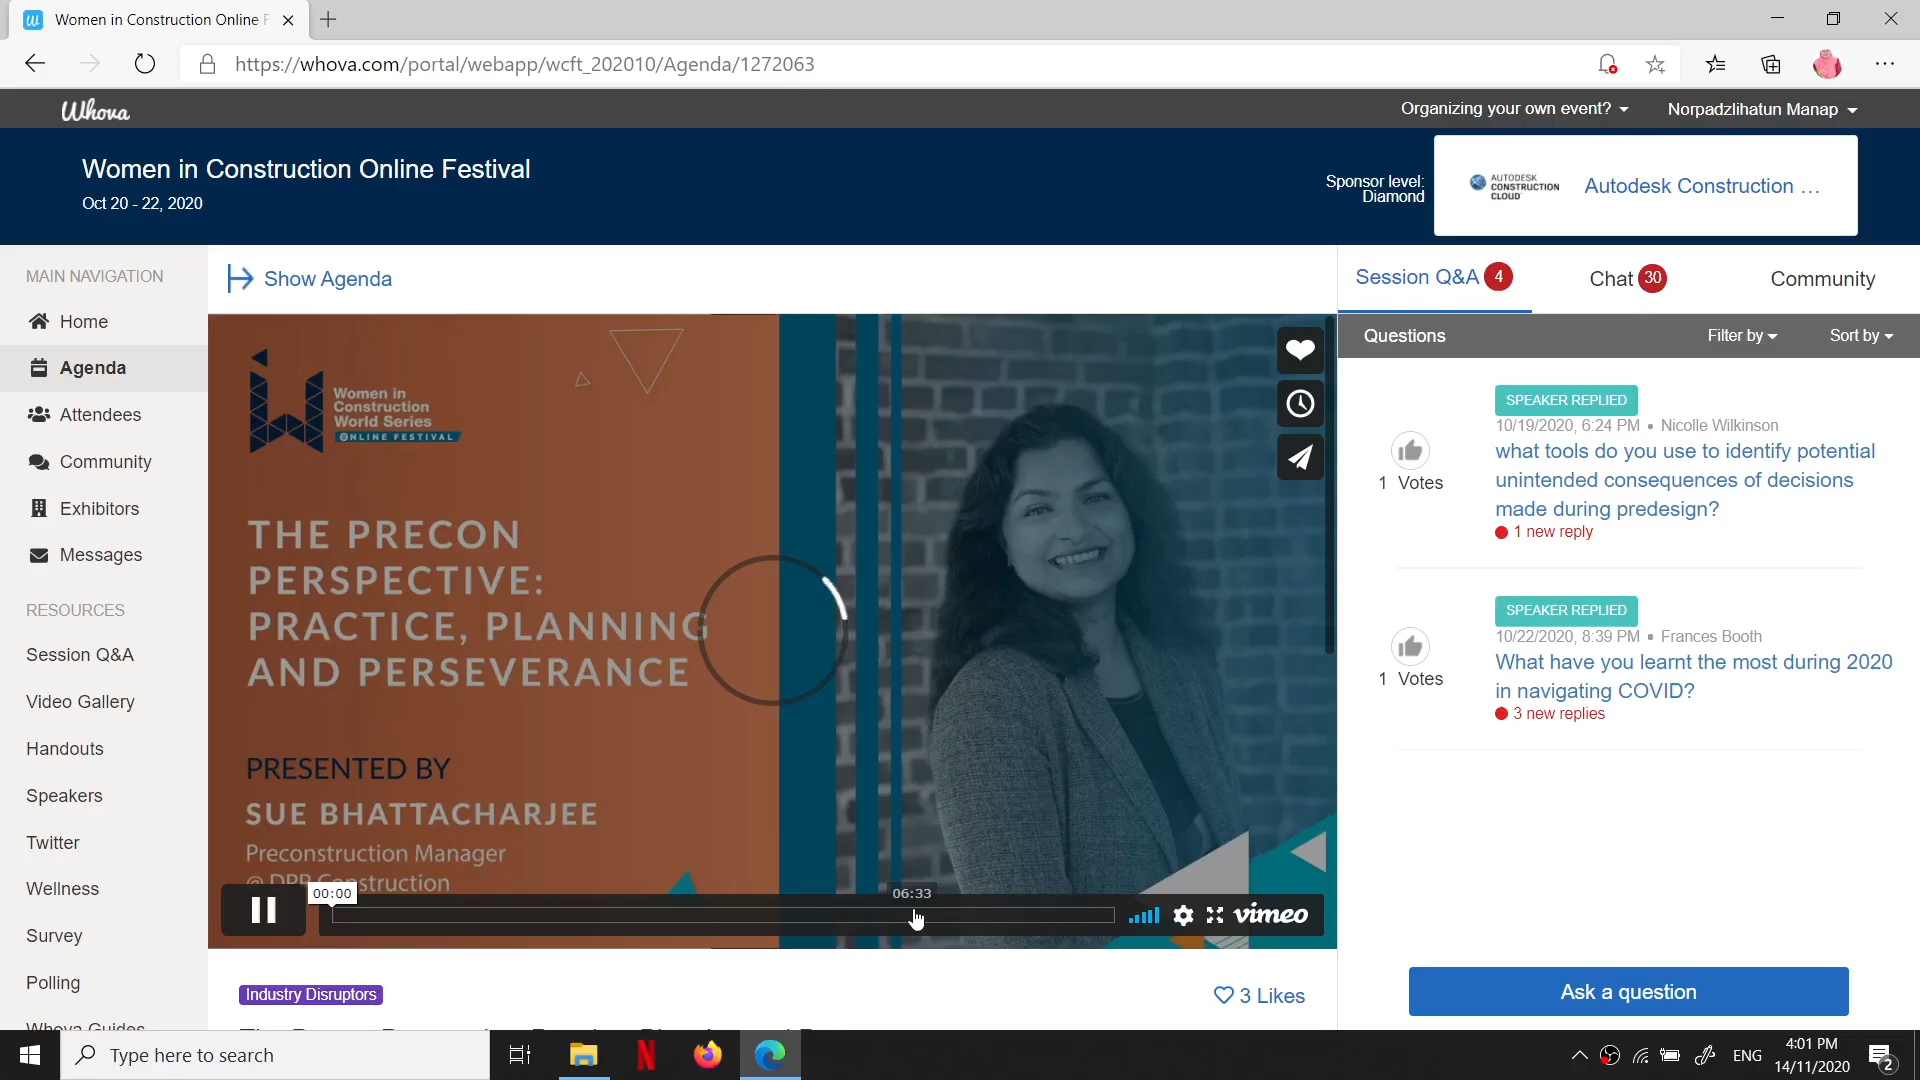 Women in Construction Online F
https://whova.com/portal/webapp/wcft_202010/Agenda/1272063
Whova
Organizing your own event?
Norpadzlihatun Manap
Women in Construction Online Festival
Oct 20 - 22, 2020
Sponsor level:
Diamond
AUTODESK
CONSTRUCTION
CLOUD
Autodesk Construction ...
MAIN NAVIGATION
Home
Agenda
Attendees
Community
Exhibitors
Messages
RESOURCES
Session Q&A
Video Gallery
Handouts
Speakers
Twitter
Wellness
Survey
Polling
Whova Guides
Show Agenda
Women in
Construction
World Series
ONLINE FESTIVAL
THE PRECON
PERSPECTIVE:
PRACTICE, PLANNING
AND PERSEVERANCE
PRESENTED BY
SUE BHATTACHARJEE
Preconstruction Manager
@ DPR Construction
00:00
06:33
vimeo
Industry Disruptors
3 Likes
Session Q&A 4
Chat 30
Community
Questions
Filter by
Sort by
SPEAKER REPLIED
10/19/2020, 6:24 PM • Nicolle Wilkinson
what tools do you use to identify potential
unintended consequences of decisions
made during predesign?
1 new reply
1 Votes
SPEAKER REPLIED
10/22/2020, 8:39 PM • Frances Booth
What have you learnt the most during 2020
in navigating COVID?
3 new replies
1 Votes
Ask a question
Type here to search
ENG
4:01 PM
14/11/2020
2